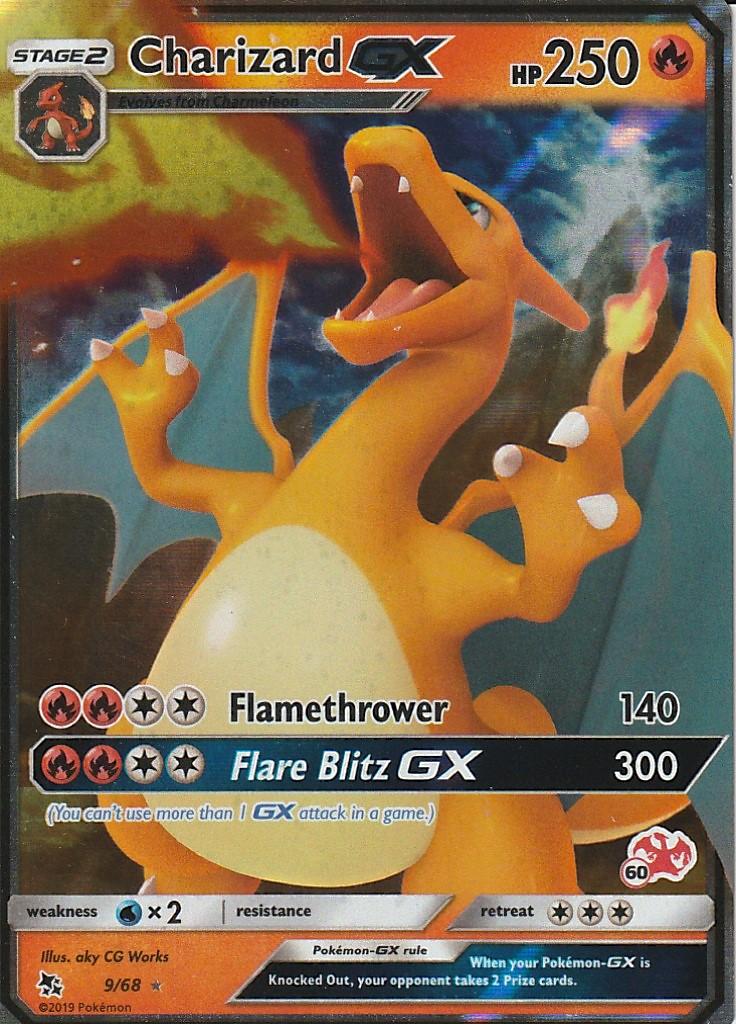 STAGE2 Charizard GX HP250
Evolves from Charmeleon
Flamethrower 140
Flare Blitz GX 300
(You can't use more than 1 GX attack in a game.)
60
weakness ×2 resistance retreat
Illus. aky CG Works
9/68
©2019 Pokémon
Pokémon-GX rule
When your Pokémon-GX is
Knocked Out, your opponent takes 2 Prize cards.